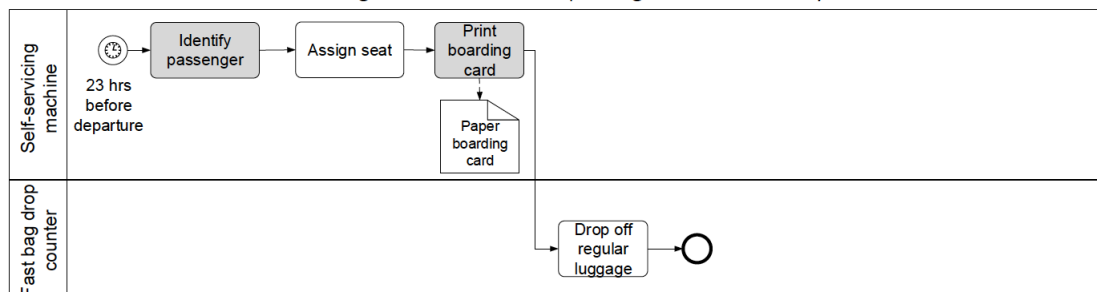 Self-servicing
machine
23 hrs
before
departure
Identify
passenger
Assign seat
Print
boarding
card
Paper
boarding
card
Fast bag drop
counter
Drop off
regular
luggage